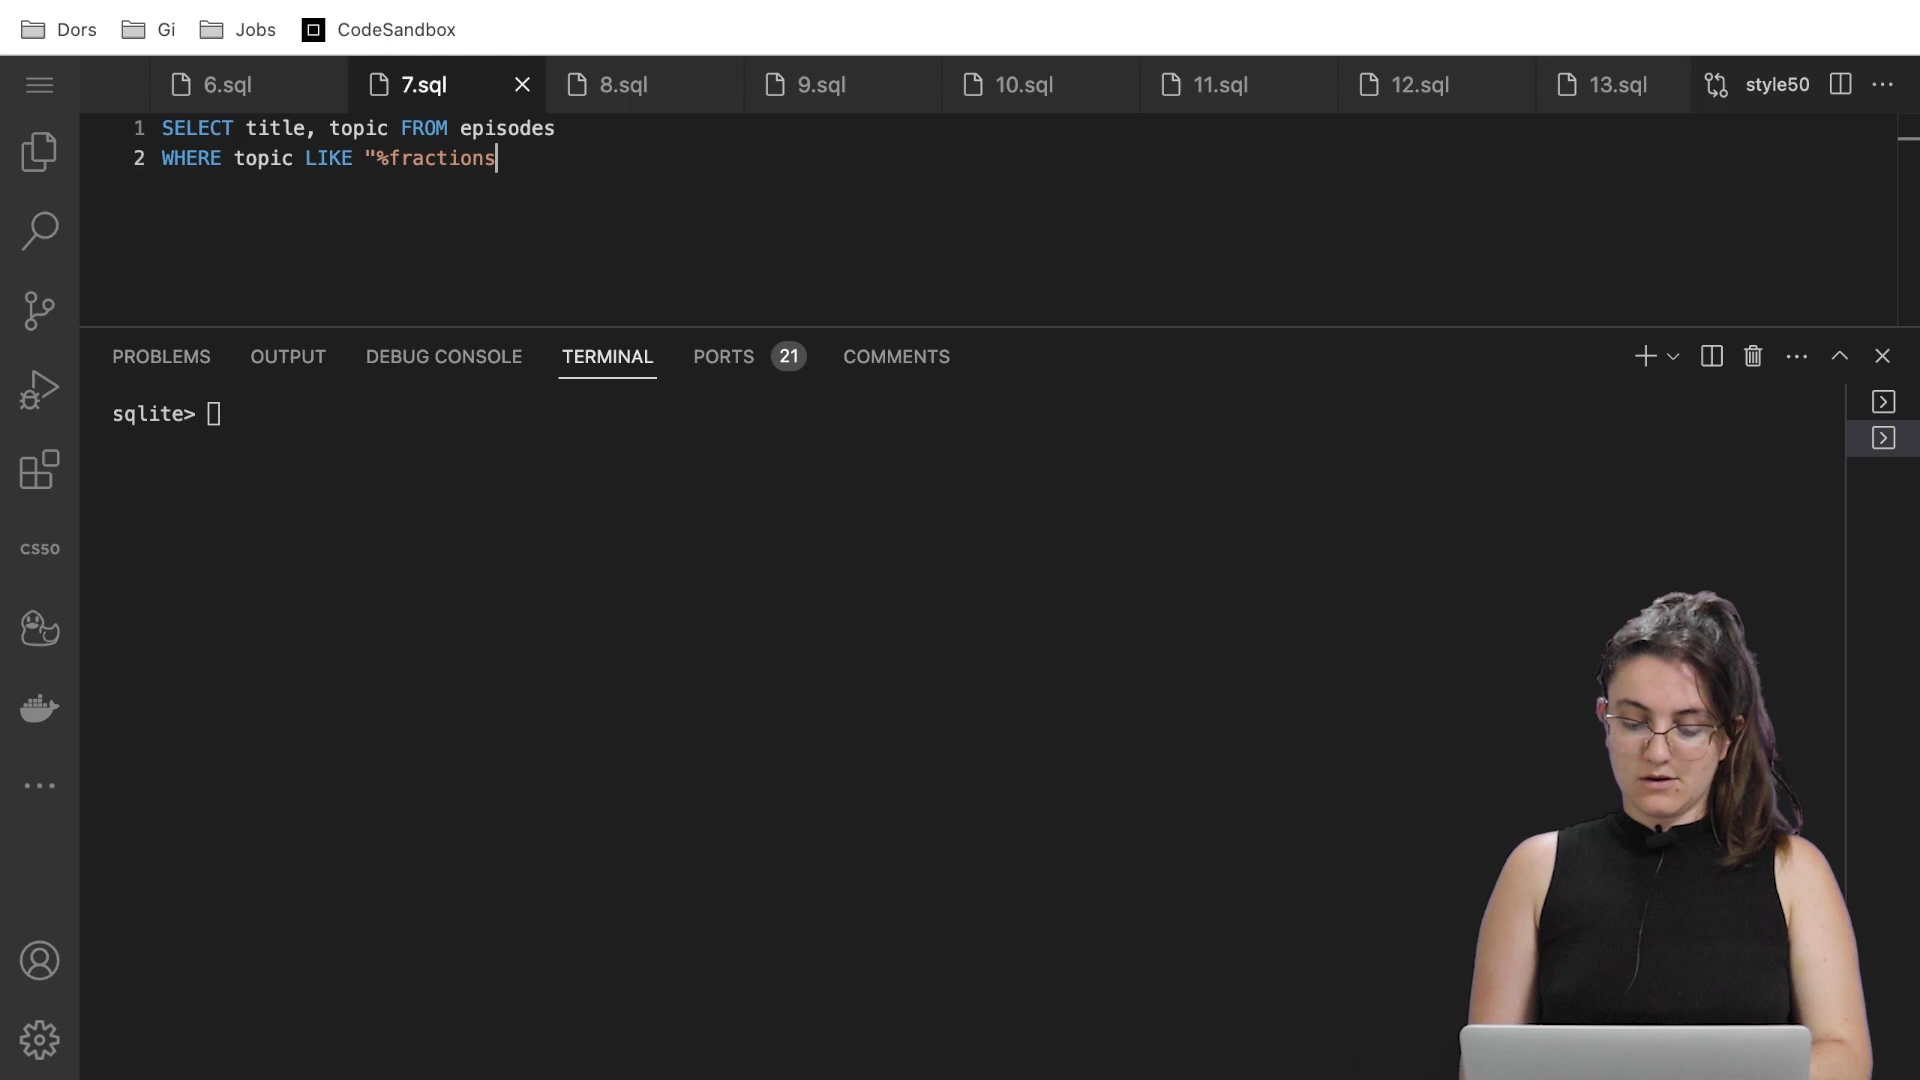 Dors Gi Jobs CodeSandbox
6.sql 7.sql 8.sql 9.sql 10.sql 11.sql 12.sql 13.sql style50
1 SELECT title, topic FROM episodes
2 WHERE topic LIKE "%fractions
PROBLEMS OUTPUT DEBUG CONSOLE TERMINAL PORTS 21 COMMENTS
sqlite>
CS50